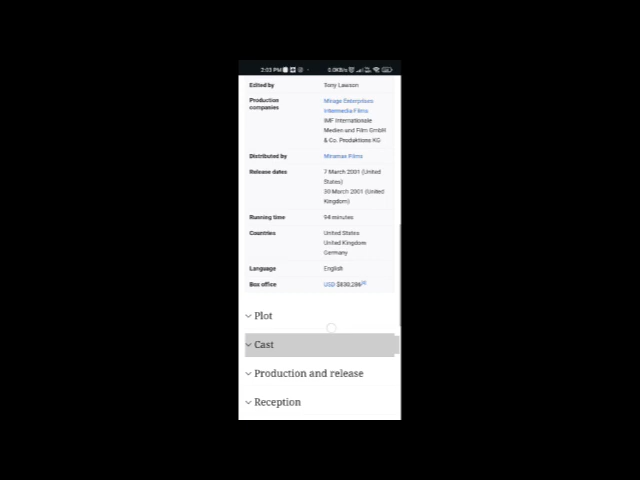 2:03 PM
Edited by Tony Lawson
Production Mirage Enterprises
companies Intermedia Films
IMF Internationale
Medien und Film GmbH
& Co. Produktions KG
Distributed by Miramax Films
Release dates 7 March 2001 (United
States)
30 March 2001 (United
Kingdom)
Running time 94 minutes
Countries United States
United Kingdom
Germany
Language English
Box office USD $830,286
Plot
Cast
Production and release
Reception